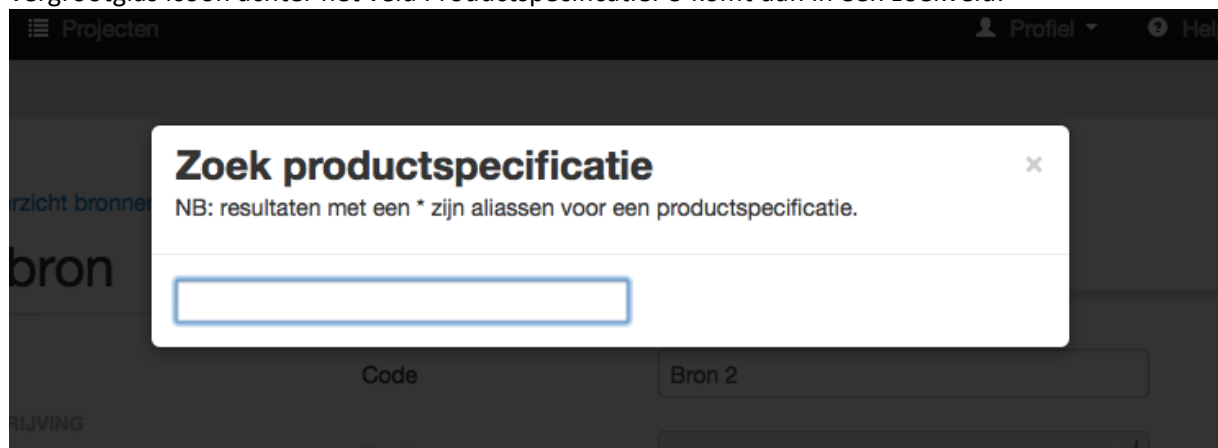 vergrootglas icoon achter het veld Productspecificatie. U komt dan in een zoekveld.
Projecten
Profiel
Hel
Zoek productspecificatie
×
NB: resultaten met een * zijn aliassen voor een productspecificatie.
rzicht bronne
bron
Code
Bron 2
RIJVING